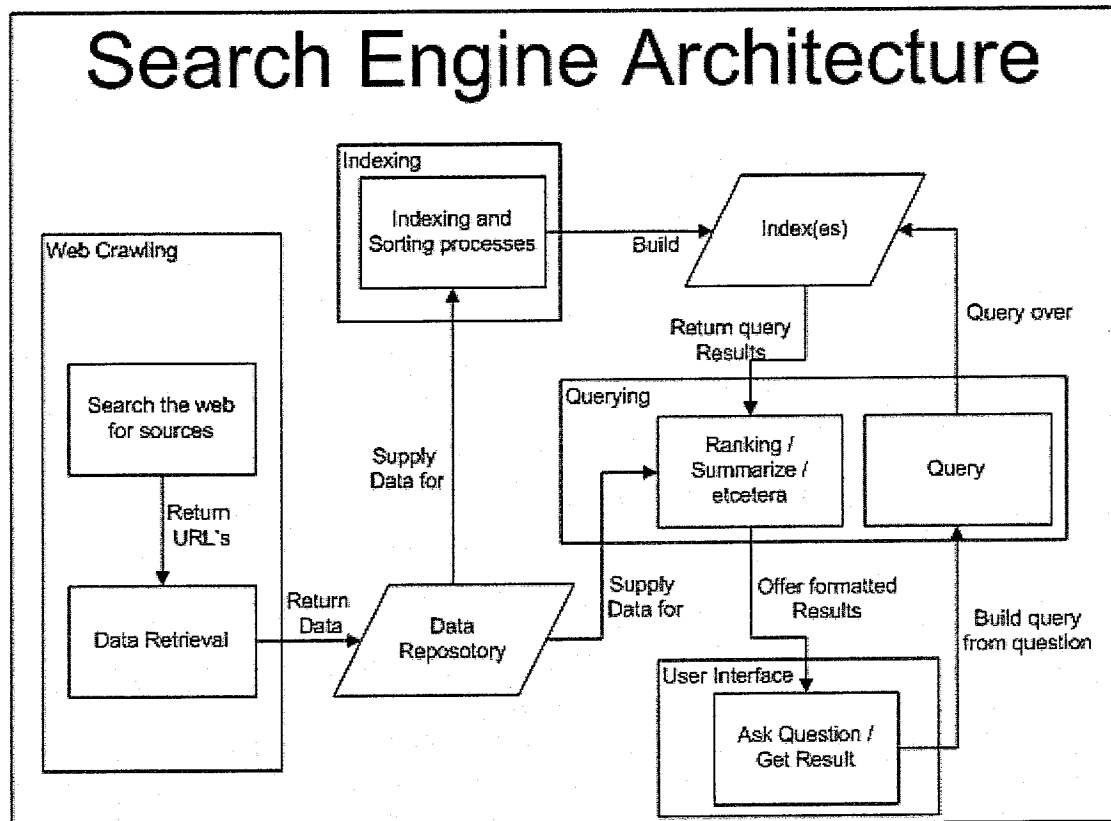 Search Engine Architecture
Indexing
Indexing and
Sorting processes
Build
Index(es)
Web Crawling
Search the web
for sources
Return
URL`s
Data Retrieval
Return
Data
Data
Reposotory
Supply
Data for
Supply
Data for
Return query
Results
Query over
Querying
Ranking /
Summarize /
etcetera
Query
Offer formatted
Results
Build query
from question
User Interface
Ask Question /
Get Result